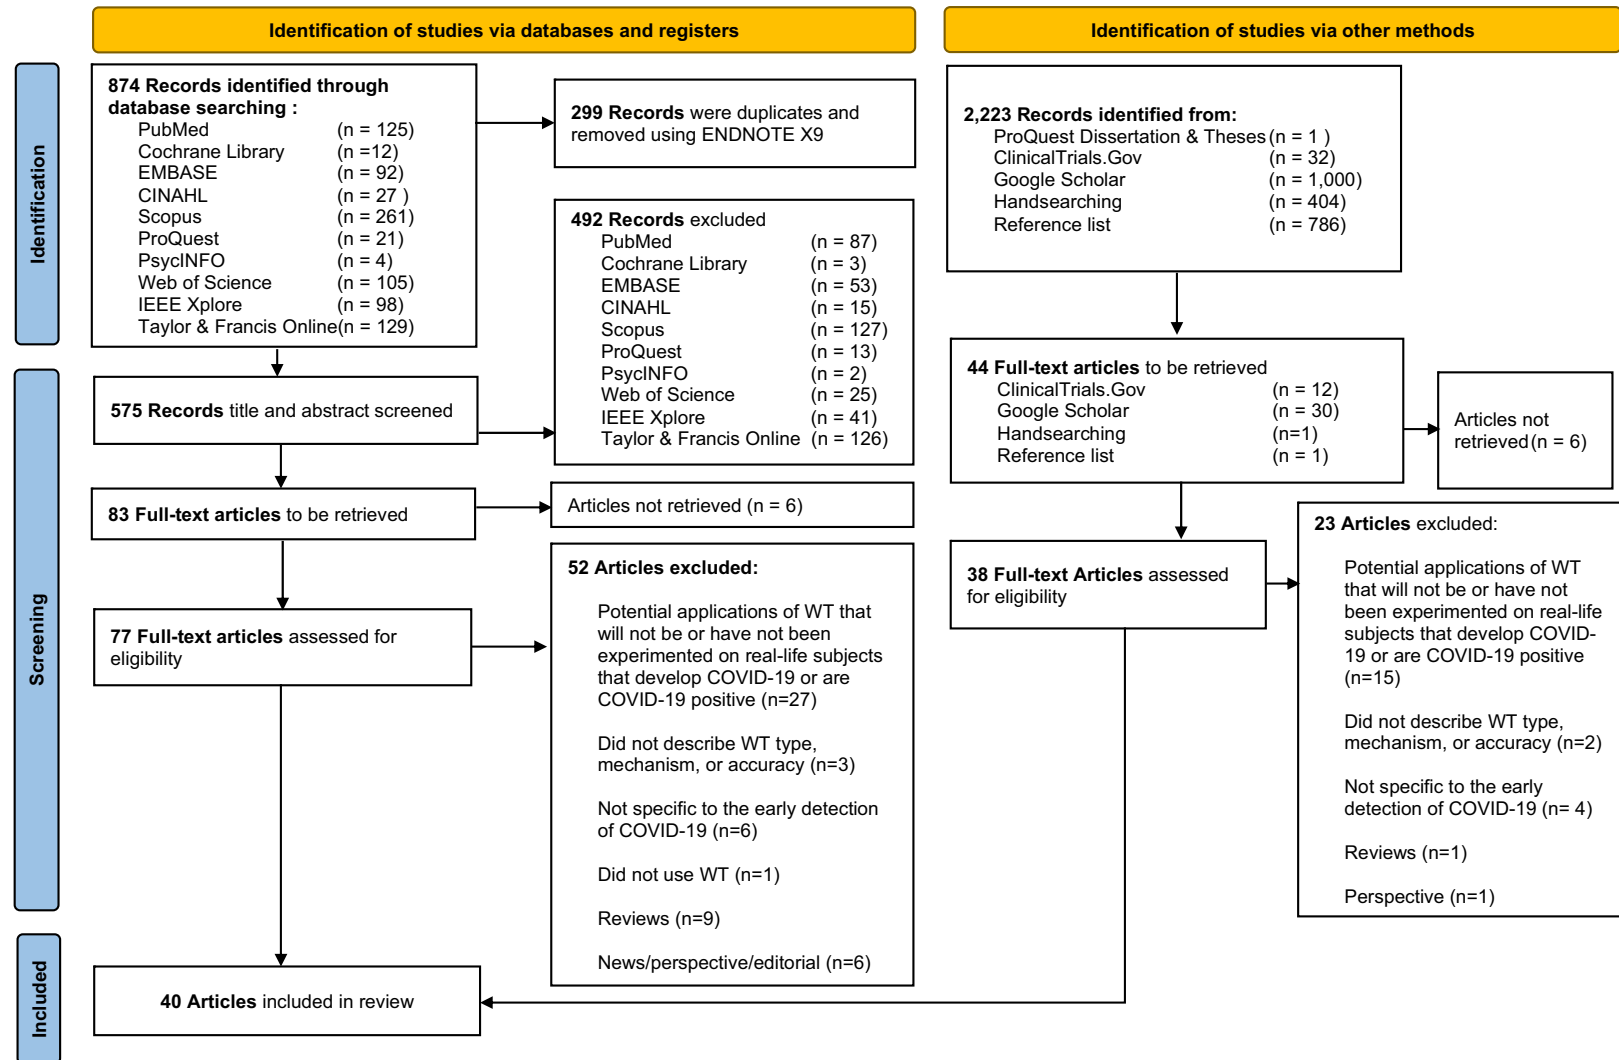 Identification of studies via databases and registers
Identification of studies via other methods
Identification
Screening
Included
874 Records identified through
database searching :
PubMed (n = 125)
Cochrane Library (n =12)
EMBASE (n = 92)
CINAHL (n = 27 )
Scopus (n = 261)
ProQuest (n = 21)
PsycINFO (n = 4)
Web of Science (n = 105)
IEEE Xplore (n = 98)
Taylor & Francis Online(n = 129)
299 Records were duplicates and
removed using ENDNOTE X9
575 Records title and abstract screened
492 Records excluded
PubMed (n = 87)
Cochrane Library (n = 3)
EMBASE (n = 53)
CINAHL (n = 15)
Scopus (n = 127)
ProQuest (n = 13)
PsycINFO (n = 2)
Web of Science (n = 25)
IEEE Xplore (n = 41)
Taylor & Francis Online (n = 126)
83 Full-text articles to be retrieved
Articles not retrieved (n = 6)
77 Full-text articles assessed for
eligibility
52 Articles excluded:
Potential applications of WT that
will not be or have not been
experimented on real-life subjects
that develop COVID-19 or are
COVID-19 positive (n=27)
Did not describe WT type,
mechanism, or accuracy (n=3)
Not specific to the early detection
of COVID-19 (n=6)
Did not use WT (n=1)
Reviews (n=9)
News/perspective/editorial (n=6)
40 Articles included in review
2,223 Records identified from:
ProQuest Dissertation & Theses(n = 1 )
ClinicalTrials.Gov (n = 32)
Google Scholar (n = 1,000)
Handsearching (n = 404)
Reference list (n = 786)
44 Full-text articles to be retrieved
ClinicalTrials.Gov (n = 12)
Google Scholar (n = 30)
Handsearching (n=1)
Reference list (n = 1)
Articles not
retrieved (n = 6)
38 Full-text Articles assessed
for eligibility
23 Articles excluded:
Potential applications of WT
that will not be or have not
been experimented on real-life
subjects that develop COVID-
19 or are COVID-19 positive
(n=15)
Did not describe WT type,
mechanism, or accuracy (n=2)
Not specific to the early
detection of COVID-19 (n= 4)
Reviews (n=1)
Perspective (n=1)